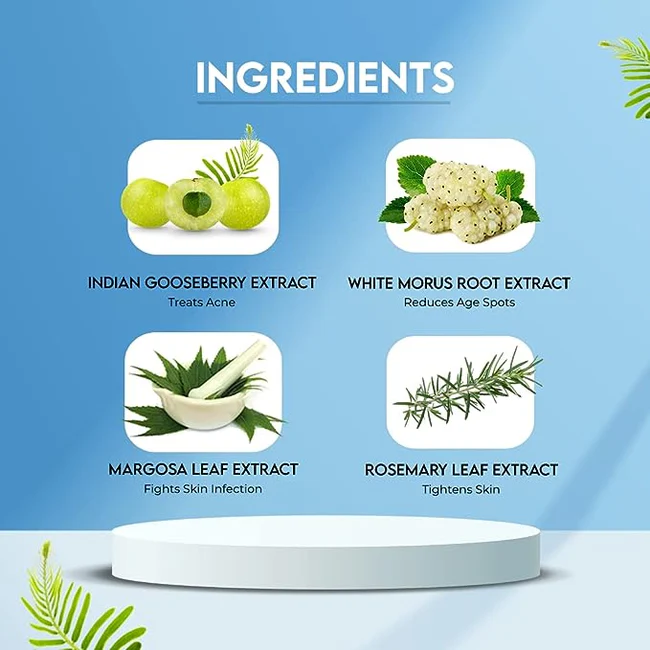 INGREDIENTS
INDIAN GOOSEBERRY EXTRACT
Treats Acne
WHITE MORUS ROOT EXTRACT
Reduces Age Spots
MARGOSA LEAF EXTRACT
Fights Skin Infection
ROSEMARY LEAF EXTRACT
Tightens Skin